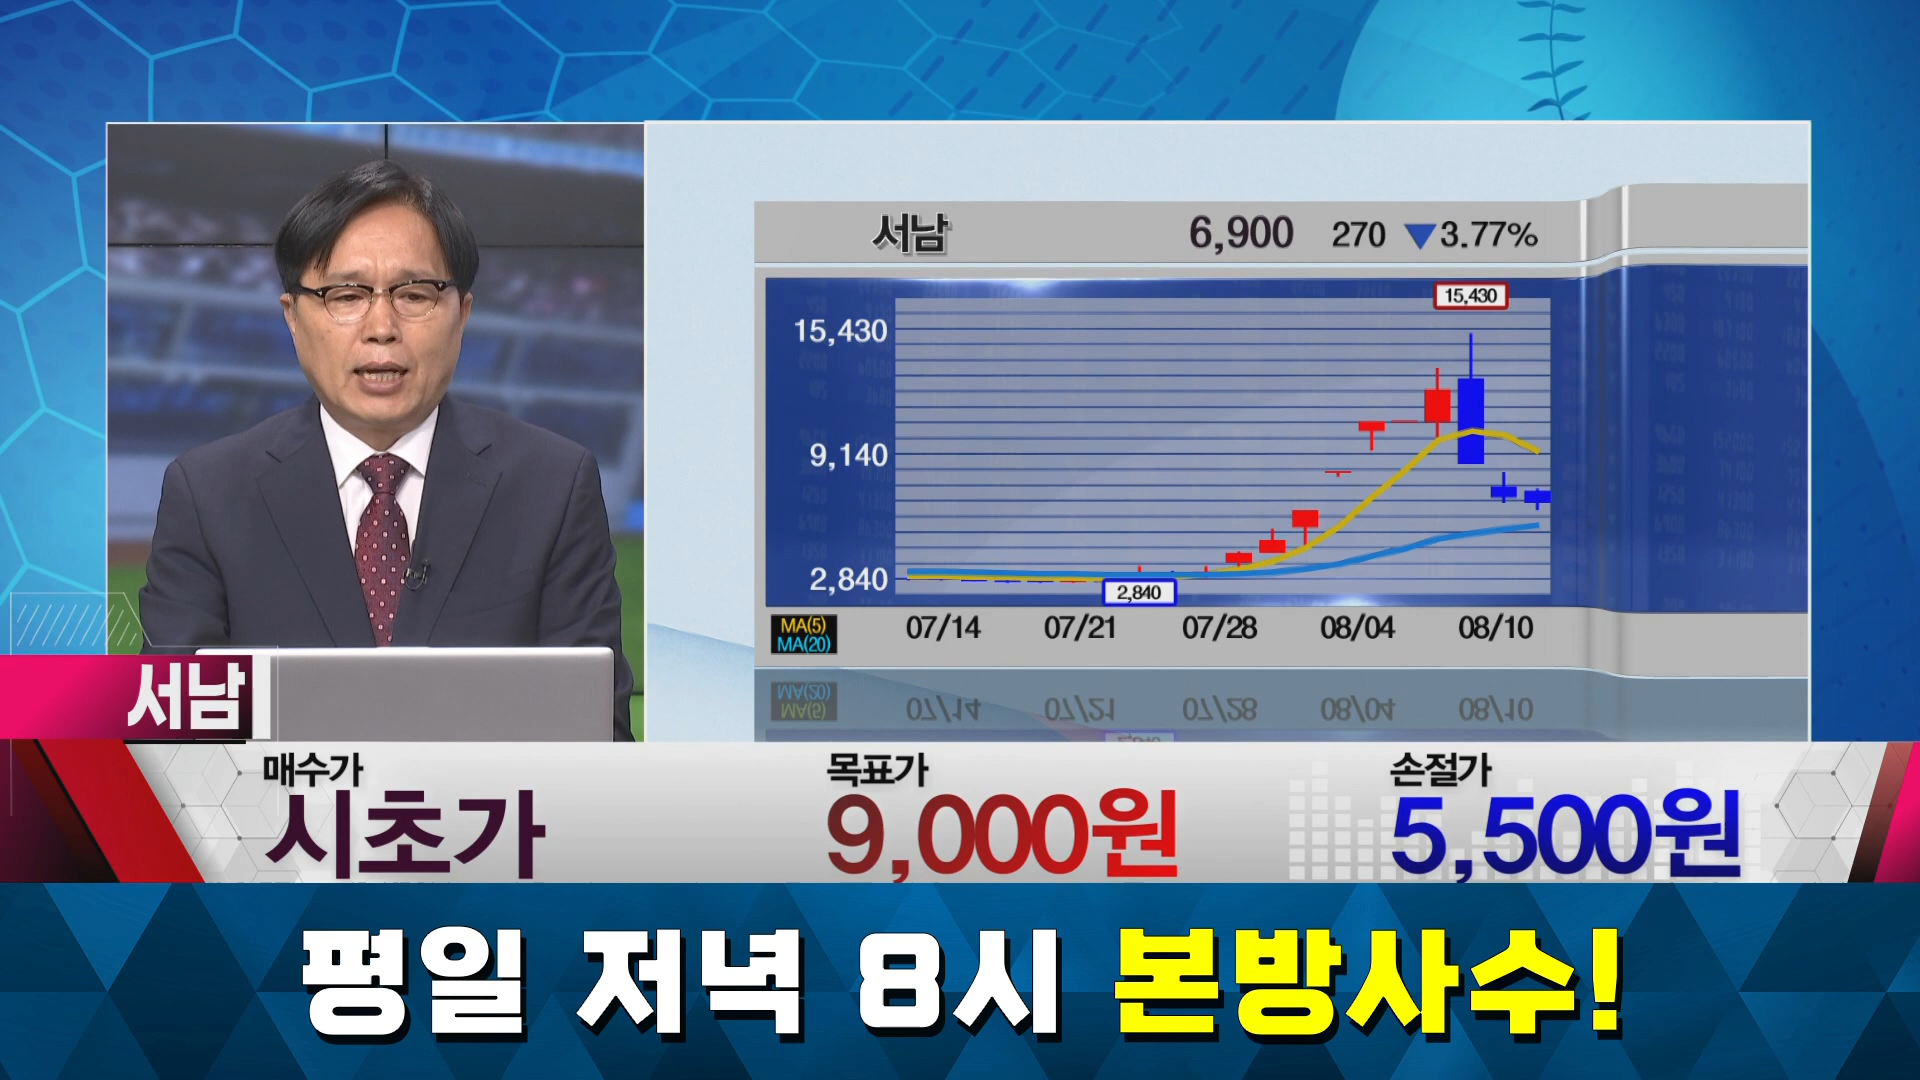 서남 6,900 270 ▼3.77%
15,430
15,430
9,140
2,840
2,840
MA(5)
MA(20)
07/14 07/21 07/28 08/04 08/10
서남
매수가 목표가 손절가
시초가 9,000원 5,500원
평일 저녁 8시 본방사수!